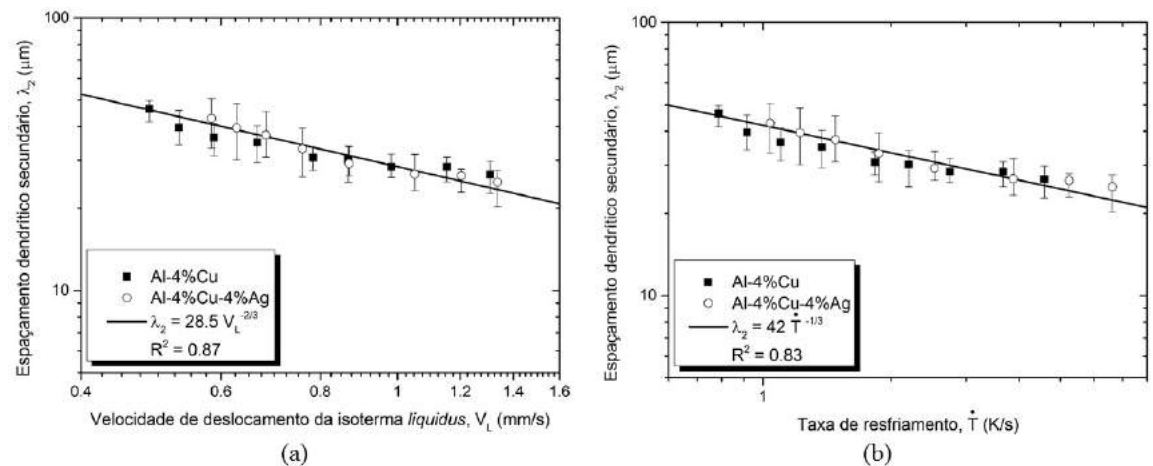 100
10
Espaçamento dendrítico secundário, λ₂ (μm)
Al-4%Cu
Al-4%Cu-4%Ag
λ₂ = 28.5 V_L^-2/3
R² = 0.87
0.4 0.6 0.8 1 1.2 1.4 1.6
Velocidade de deslocamento da isoterma liquidus, V_L (mm/s)
(a)
100
10
Espaçamento dendrítico secundário, λ₂ (μm)
Al-4%Cu
Al-4%Cu-4%Ag
λ₂ = 42 Ṫ^-1/3
R² = 0.83
1
Taxa de resfriamento, Ṫ (K/s)
(b)